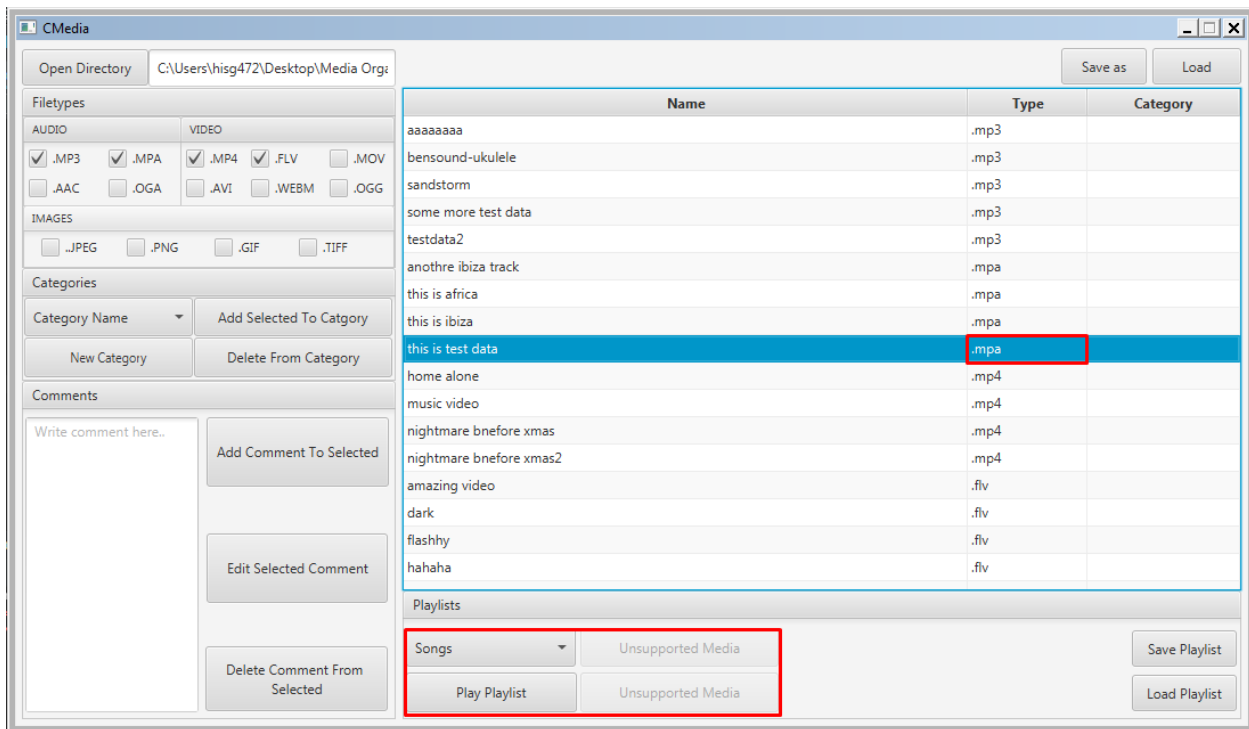 CMedia
Open Directory C:\Users\hisg472\Desktop\Media Orga Save as Load
Filetypes
AUDIO VIDEO
.MP3 .MPA .MP4 .FLV .MOV
.AAC .OGA .AVI .WEBM .OGG
IMAGES
.JPEG .PNG .GIF .TIFF
Categories
Category Name Add Selected To Catgory
New Category Delete From Category
Comments
Write comment here..
Add Comment To Selected
Edit Selected Comment
Delete Comment From
Selected
Name Type Category
aaaaaaaa .mp3
bensound-ukulele .mp3
sandstorm .mp3
some more test data .mp3
testdata2 .mp3
anothre ibiza track .mpa
this is africa .mpa
this is ibiza .mpa
this is test data .mpa
home alone .mp4
music video .mp4
nightmare bnefore xmas .mp4
nightmare bnefore xmas2 .mp4
amazing video .flv
dark .flv
flashhy .flv
hahaha .flv
Playlists
Songs Unsupported Media Save Playlist
Play Playlist Unsupported Media Load Playlist